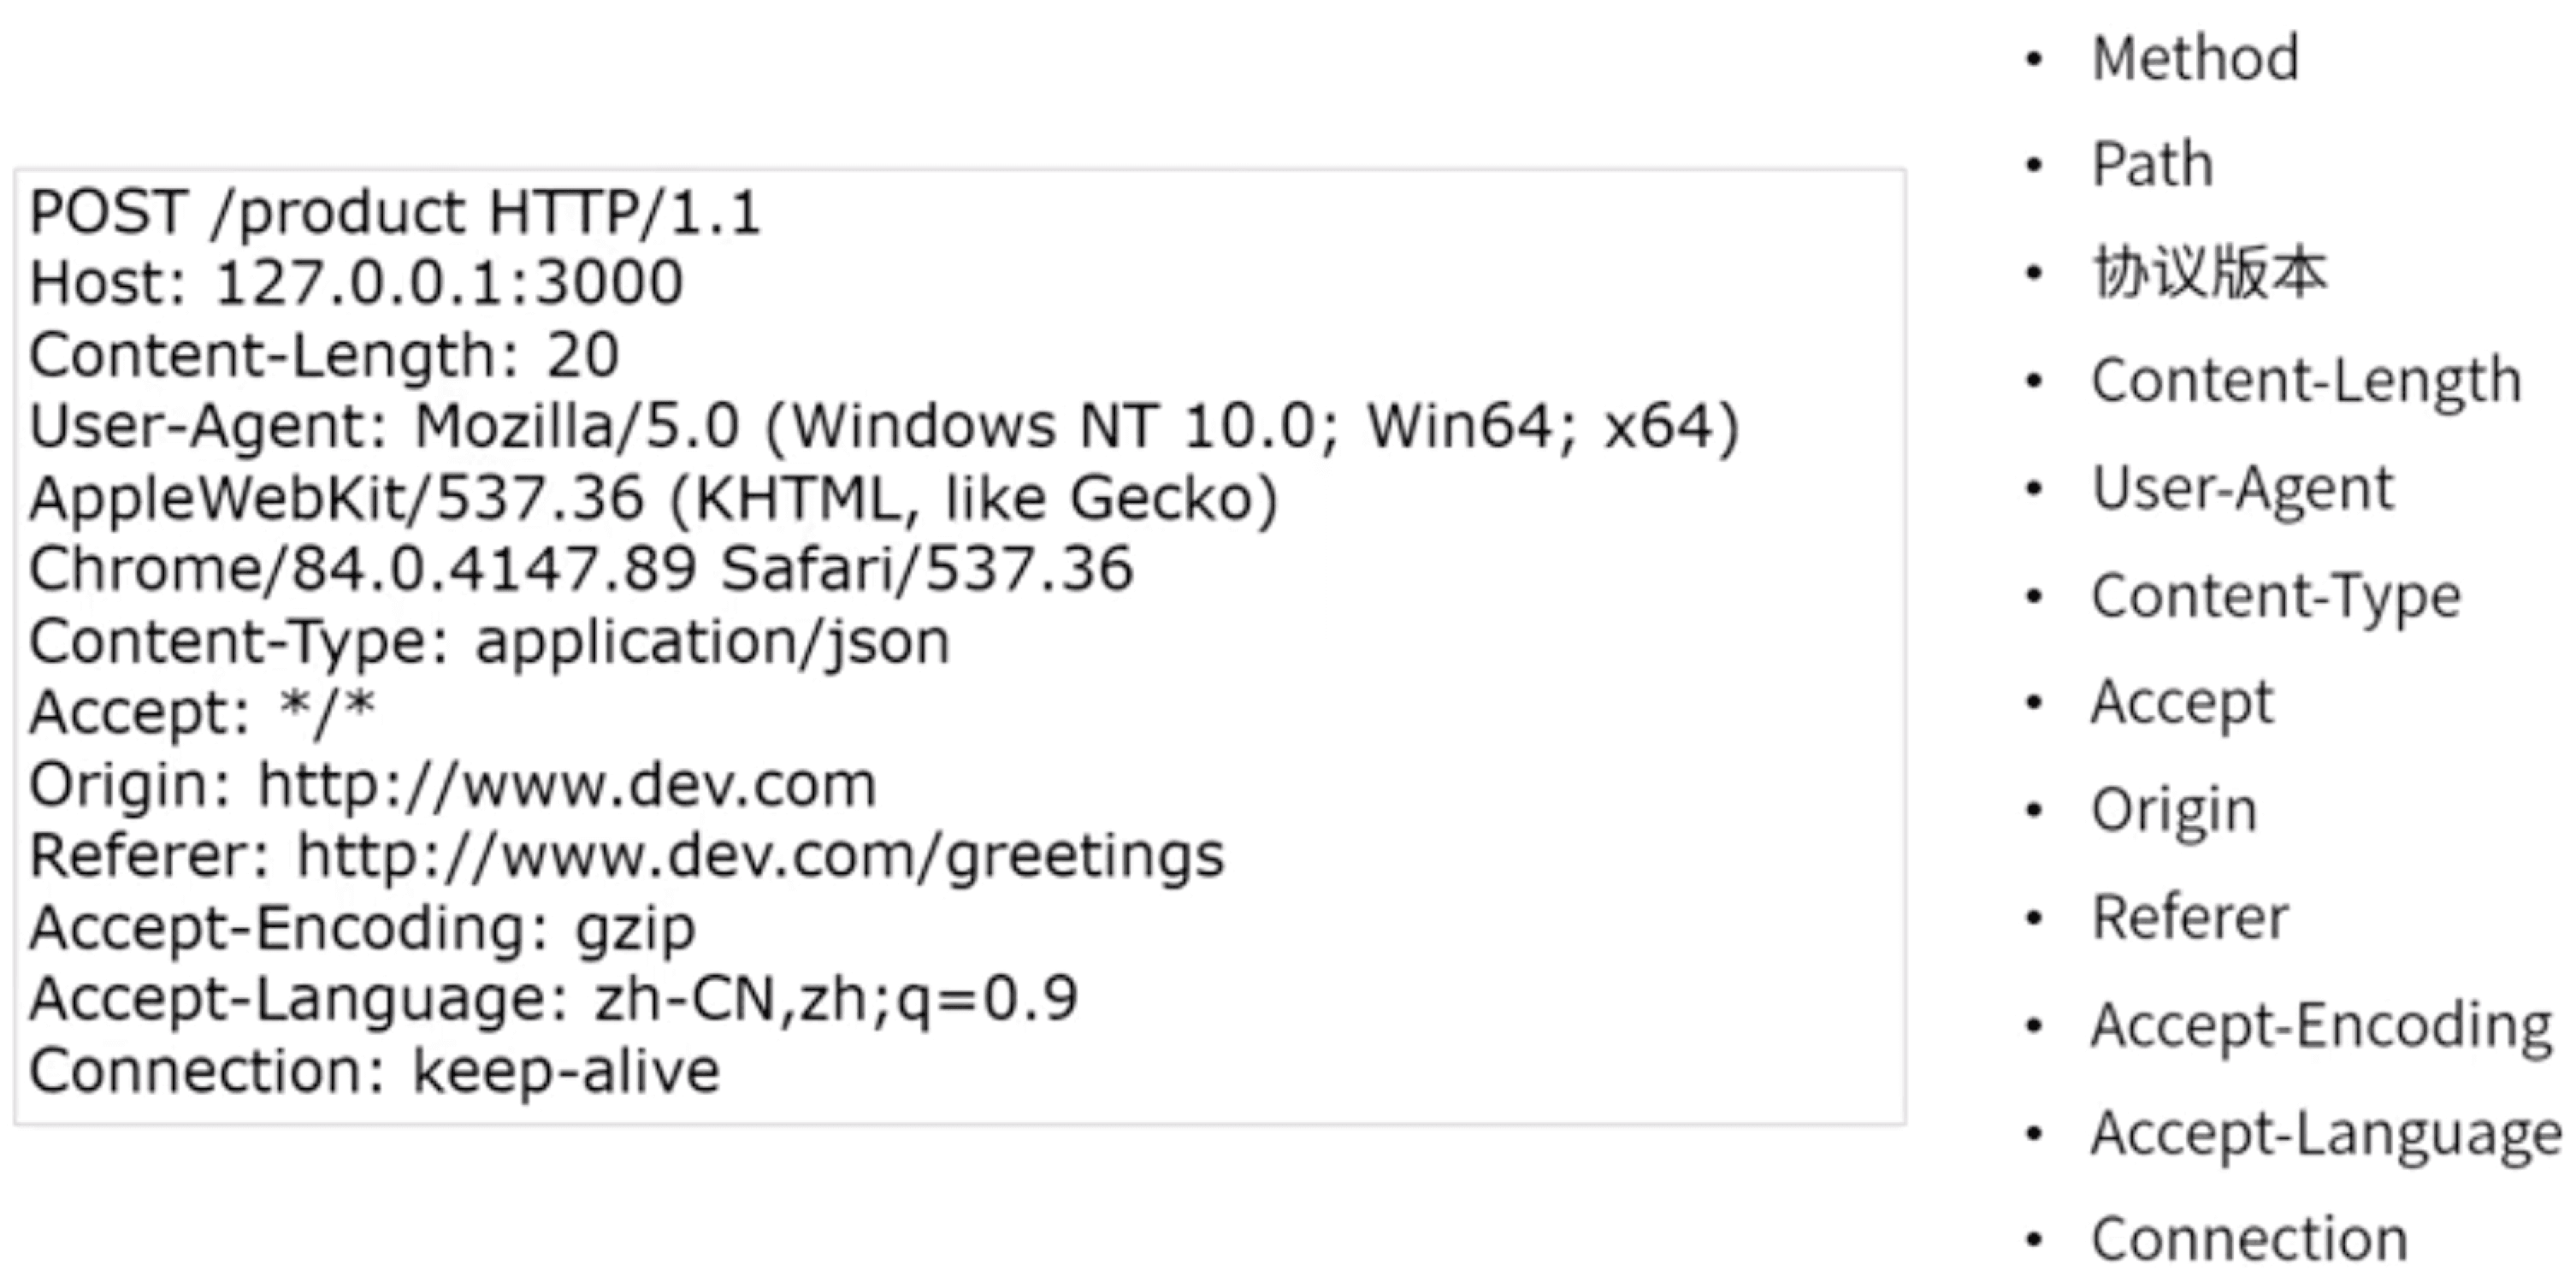 POST /product HTTP/1.1
Host: 127.0.0.1:3000
Content-Length: 20
User-Agent: Mozilla/5.0 (Windows NT 10.0; Win64; x64)
AppleWebKit/537.36 (KHTML, like Gecko)
Chrome/84.0.4147.89 Safari/537.36
Content-Type: application/json
Accept: */*
Origin: http://www.dev.com
Referer: http://www.dev.com/greetings
Accept-Encoding: gzip
Accept-Language: zh-CN,zh;q=0.9
Connection: keep-alive
• Method
• Path
• 协议版本
• Content-Length
• User-Agent
• Content-Type
• Accept
• Origin
• Referer
• Accept-Encoding
• Accept-Language
• Connection